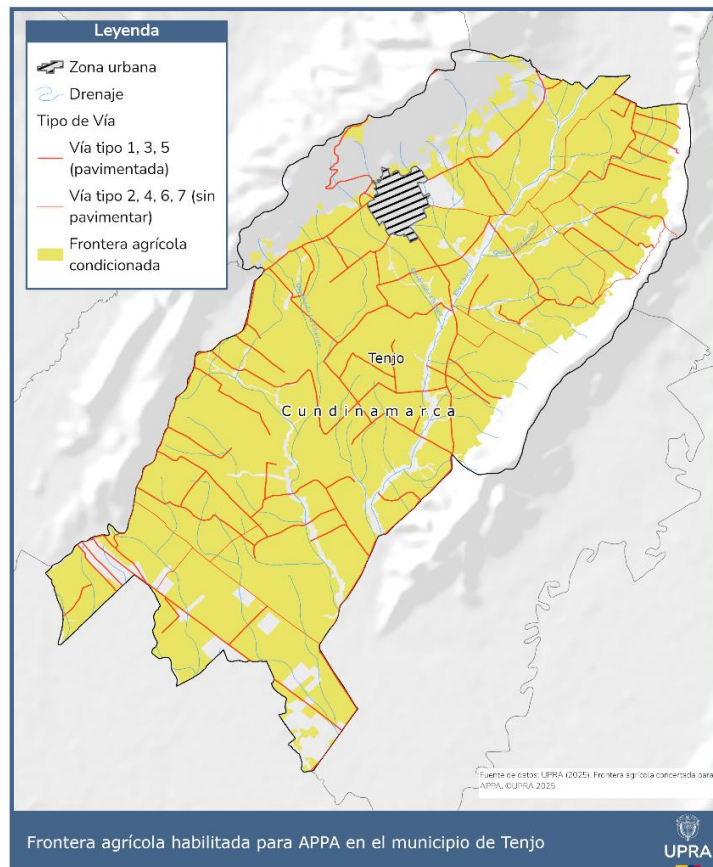 Leyenda
Zona urbana
Drenaje
Tipo de Vía
Vía tipo 1, 3, 5
(pavimentada)
Vía tipo 2, 4, 6, 7 (sin
pavimentar)
Frontera agrícola
condicionada
Tenjo
Cundinamarca
Fuente de datos: UPRA (2025). Frontera agrícola concertada para
APPA. ©UPRA 2025
Frontera agrícola habilitada para APPA en el municipio de Tenjo
UPRA